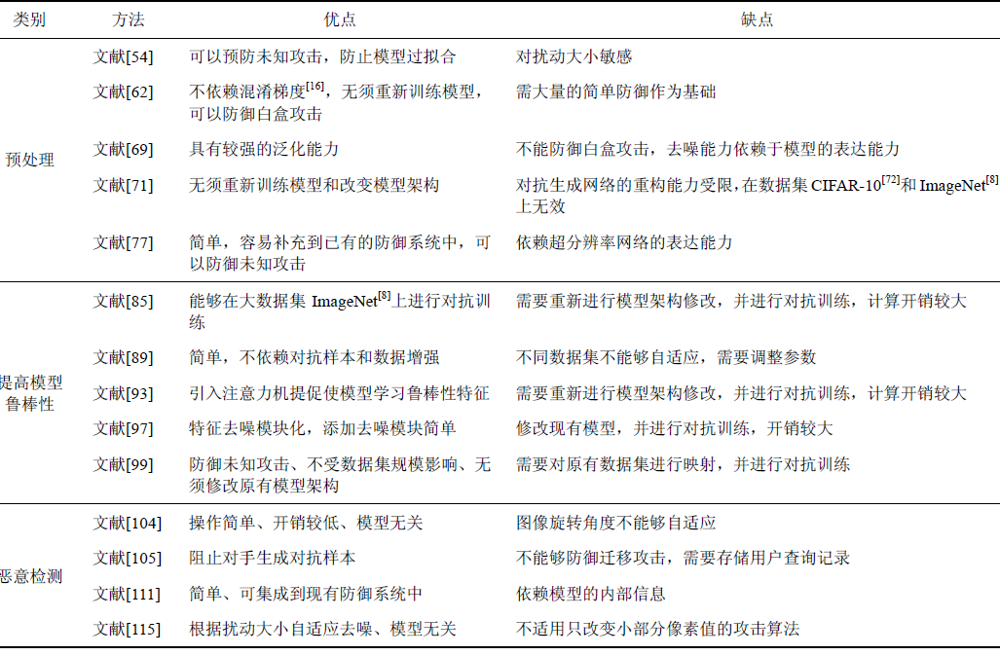 类别 方法 优点 缺点
文献[54] 可以预防未知攻击，防止模型过拟合 对扰动大小敏感
文献[62] 不依赖混淆梯度[16]，无须重新训练模型， 需大量的简单防御作为基础
可以防御白盒攻击
预处理 文献[69] 具有较强的泛化能力 不能防御白盒攻击，去噪能力依赖于模型的表达能力
文献[71] 无须重新训练模型和改变模型架构 对抗生成网络的重构能力受限，在数据集 CIFAR-10[72]和 ImageNet[8]
上无效
文献[77] 简单，容易补充到已有的防御系统中，可 依赖超分辨率网络的表达能力
以防御未知攻击
文献[85] 能够在大数据集 ImageNet[8]上进行对抗训 需要重新进行模型架构修改，并进行对抗训练，计算开销较大
练
文献[89] 简单，不依赖对抗样本和数据增强 不同数据集不能够自适应，需要调整参数
提高模型
鲁棒性
文献[93] 引入注意力机提促使模型学习鲁棒性特征 需要重新进行模型架构修改，并进行对抗训练，计算开销较大
文献[97] 特征去噪模块化，添加去噪模块简单 修改现有模型，并进行对抗训练，开销较大
文献[99] 防御未知攻击、不受数据集规模影响、无 需要对原有数据集进行映射，并进行对抗训练
须修改原有模型架构
文献[104] 操作简单、开销较低、模型无关 图像旋转角度不能够自适应
文献[105] 阻止对手生成对抗样本 不能够防御迁移攻击，需要存储用户查询记录
恶意检测
文献[111] 简单、可集成到现有防御系统中 依赖模型的内部信息
文献[115] 根据扰动大小自适应去噪、模型无关 不适用只改变小部分像素值的攻击算法